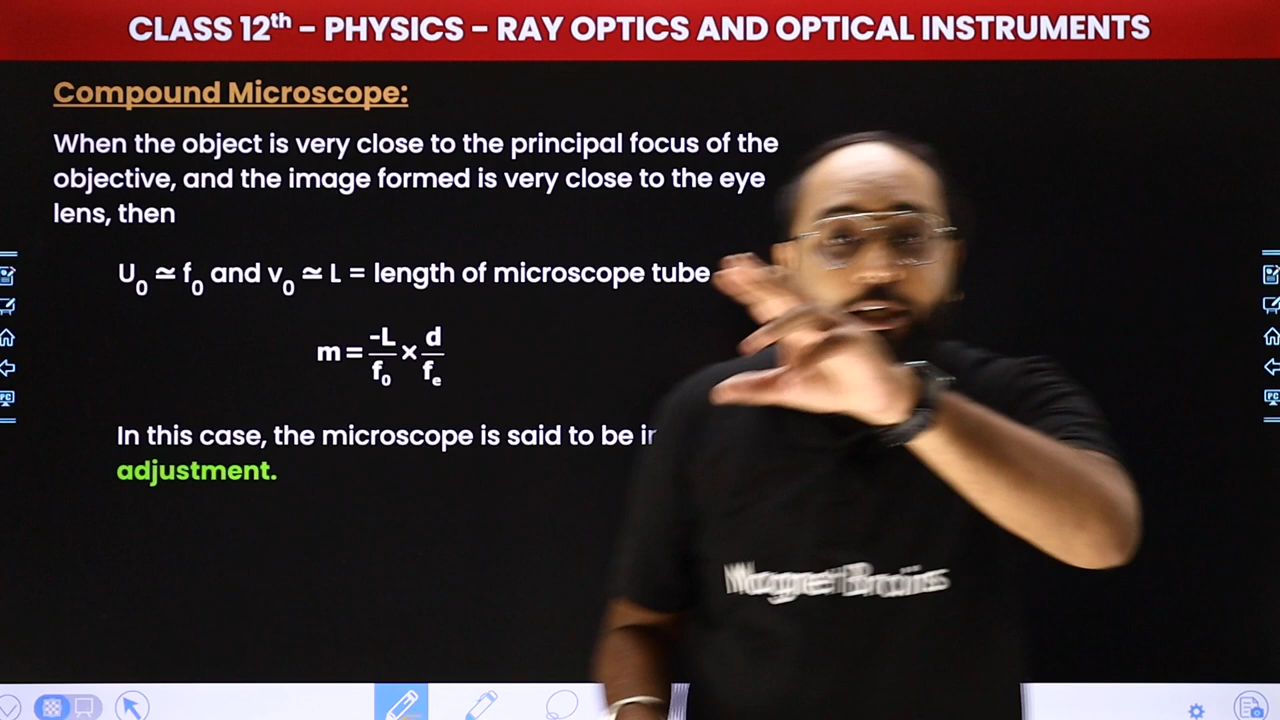 CLASS 12th – PHYSICS – RAY OPTICS AND OPTICAL INSTRUMENTS
Compound Microscope:
When the object is very close to the principal focus of the
objective, and the image formed is very close to the eye
lens, then
U₀ ≃ f₀ and v₀ ≃ L = length of microscope tube
m = -L/f₀ × d/fₑ
In this case, the microscope is said to be
adjustment.